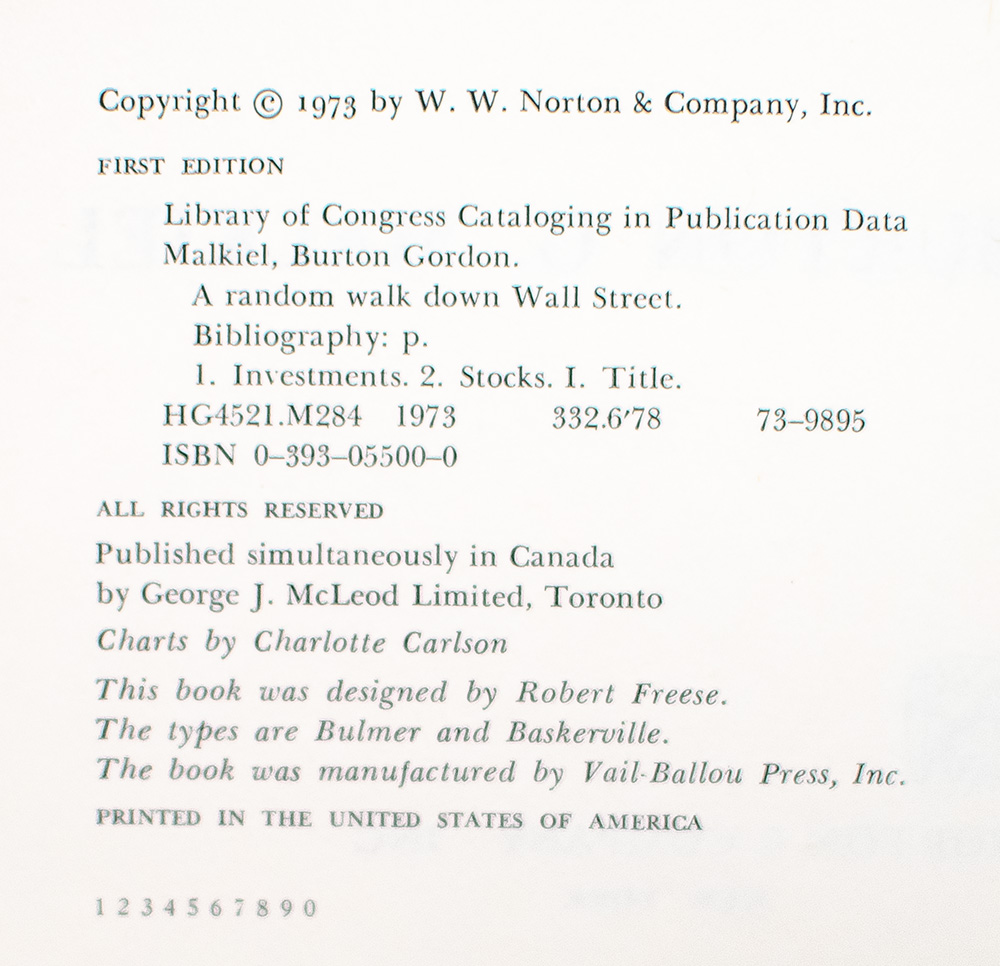 Copyright © 1973 by W. W. Norton & Company, Inc.
FIRST EDITION
Library of Congress Cataloging in Publication Data
Malkiel, Burton Gordon.
A random walk down Wall Street.
Bibliography: p.
1. Investments. 2. Stocks. I. Title.
HG4521.M284 1973 332.6′78 73–9895
ISBN 0–393–05500–0
ALL RIGHTS RESERVED
Published simultaneously in Canada
by George J. McLeod Limited, Toronto
Charts by Charlotte Carlson
This book was designed by Robert Freese.
The types are Bulmer and Baskerville.
The book was manufactured by Vail-Ballou Press, Inc.
PRINTED IN THE UNITED STATES OF AMERICA
1 2 3 4 5 6 7 8 9 0